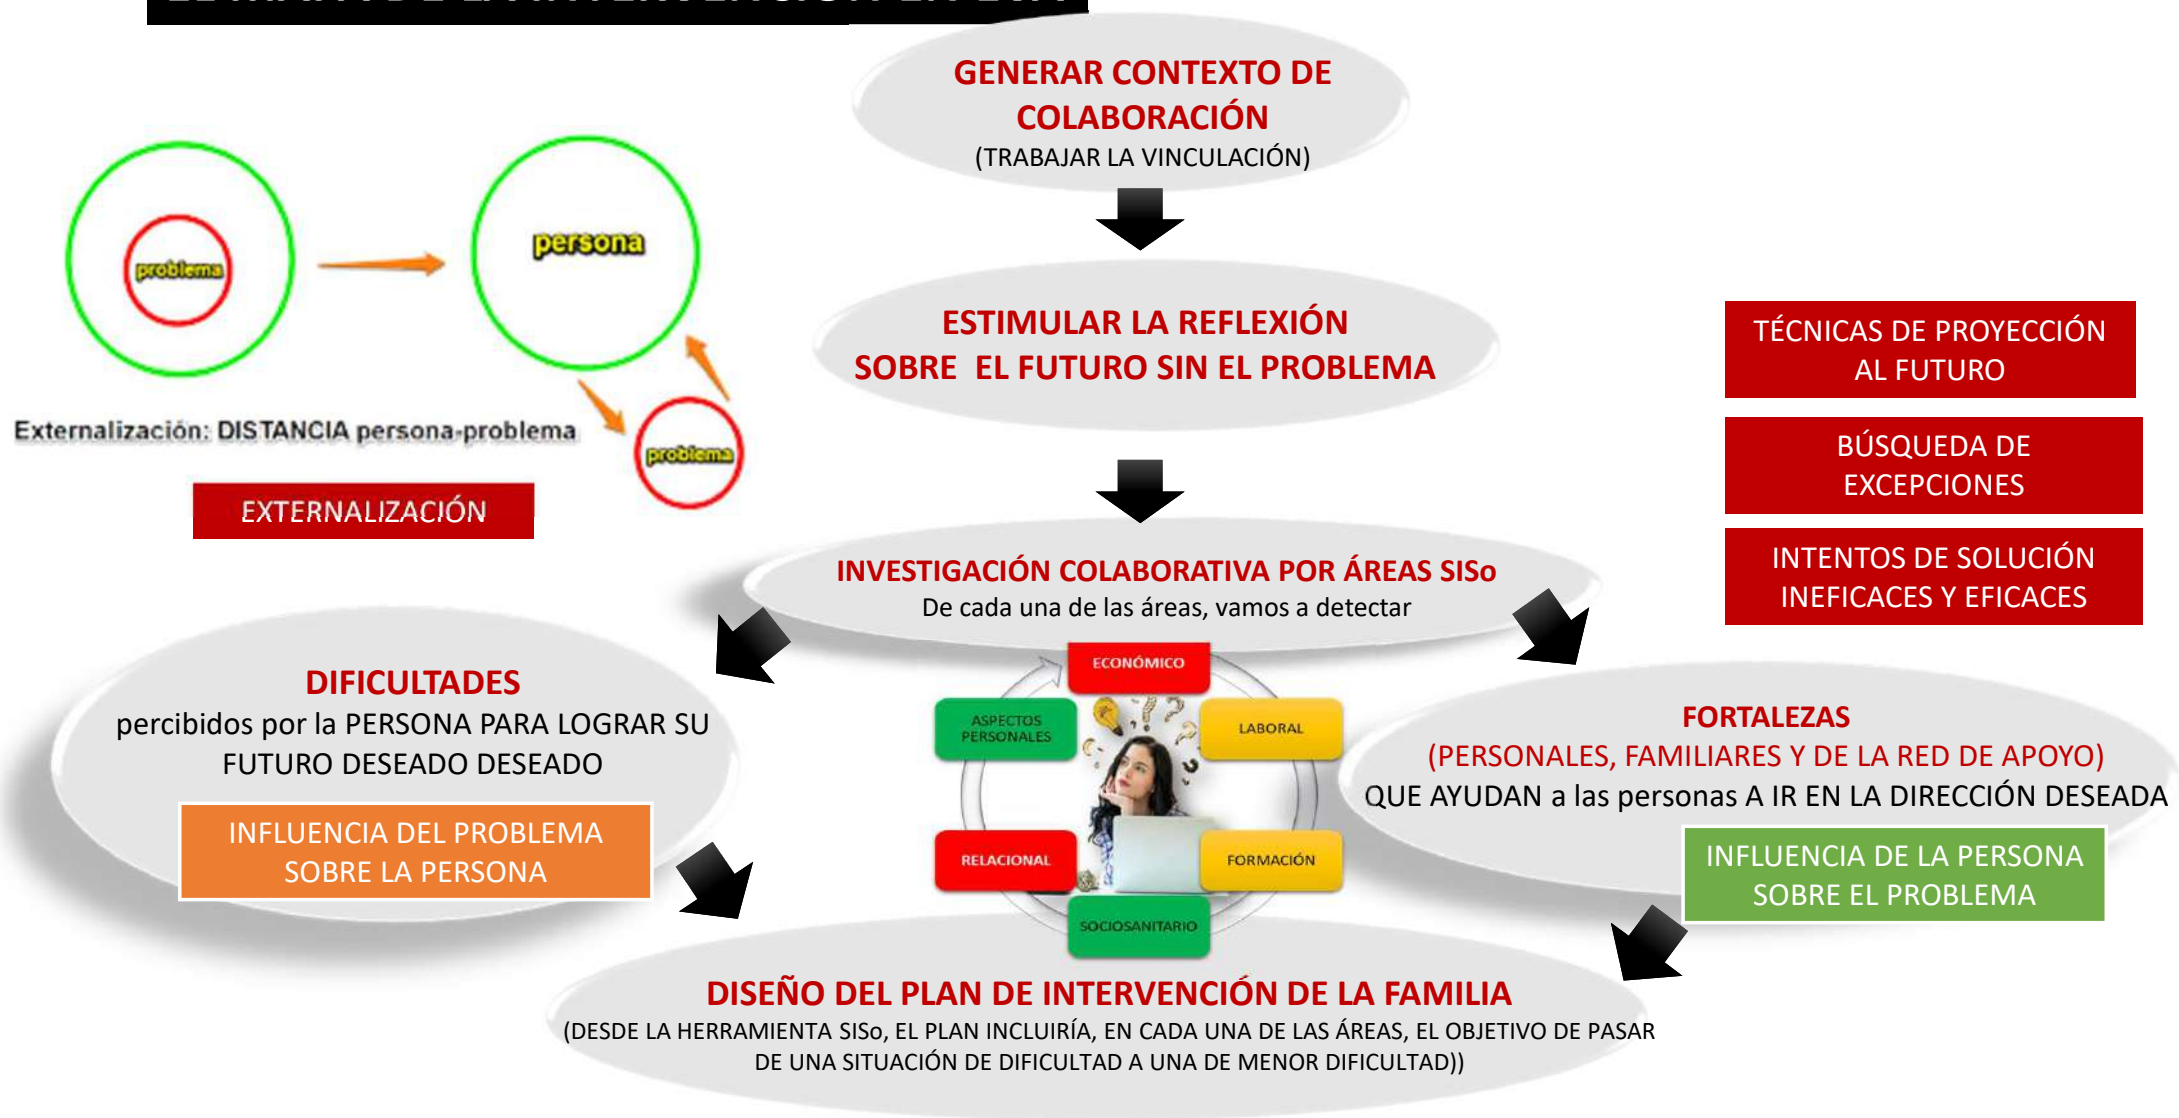 GENERAR CONTEXTO DE
COLABORACIÓN
(TRABAJAR LA VINCULACIÓN)
problema
persona
problema
Externalización: DISTANCIA persona-problema
EXTERNALIZACIÓN
ESTIMULAR LA REFLEXIÓN
SOBRE EL FUTURO SIN EL PROBLEMA
TÉCNICAS DE PROYECCIÓN
AL FUTURO
BÚSQUEDA DE
EXCEPCIONES
INTENTOS DE SOLUCIÓN
INEFICACES Y EFICACES
INVESTIGACIÓN COLABORATIVA POR ÁREAS SISo
De cada una de las áreas, vamos a detectar
ECONÓMICO
LABORAL
FORMACIÓN
SOCIOSANITARIO
RELACIONAL
ASPECTOS
PERSONALES
DIFICULTADES
percibidos por la PERSONA PARA LOGRAR SU
FUTURO DESEADO DESEADO
INFLUENCIA DEL PROBLEMA
SOBRE LA PERSONA
FORTALEZAS
(PERSONALES, FAMILIARES Y DE LA RED DE APOYO)
QUE AYUDAN a las personas A IR EN LA DIRECCIÓN DESEADA
INFLUENCIA DE LA PERSONA
SOBRE EL PROBLEMA
DISEÑO DEL PLAN DE INTERVENCIÓN DE LA FAMILIA
(DESDE LA HERRAMIENTA SISo, EL PLAN INCLUIRÍA, EN CADA UNA DE LAS ÁREAS, EL OBJETIVO DE PASAR
DE UNA SITUACIÓN DE DIFICULTAD A UNA DE MENOR DIFICULTAD))